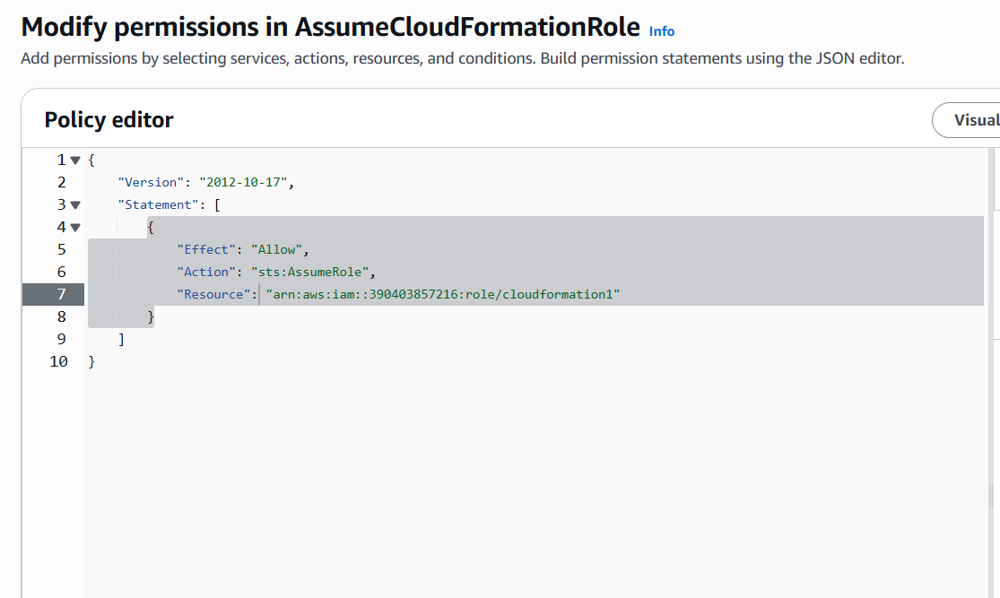 Modify permissions in AssumeCloudFormationRole Info
Add permissions by selecting services, actions, resources, and conditions. Build permission statements using the JSON editor.
Policy editor
Visual
1 {
2 "Version": "2012-10-17",
3 "Statement": [
4 {
5 "Effect": "Allow",
6 "Action": "sts:AssumeRole",
7 "Resource": "arn:aws:iam::390403857216:role/cloudformation1"
8 }
9 ]
10 }